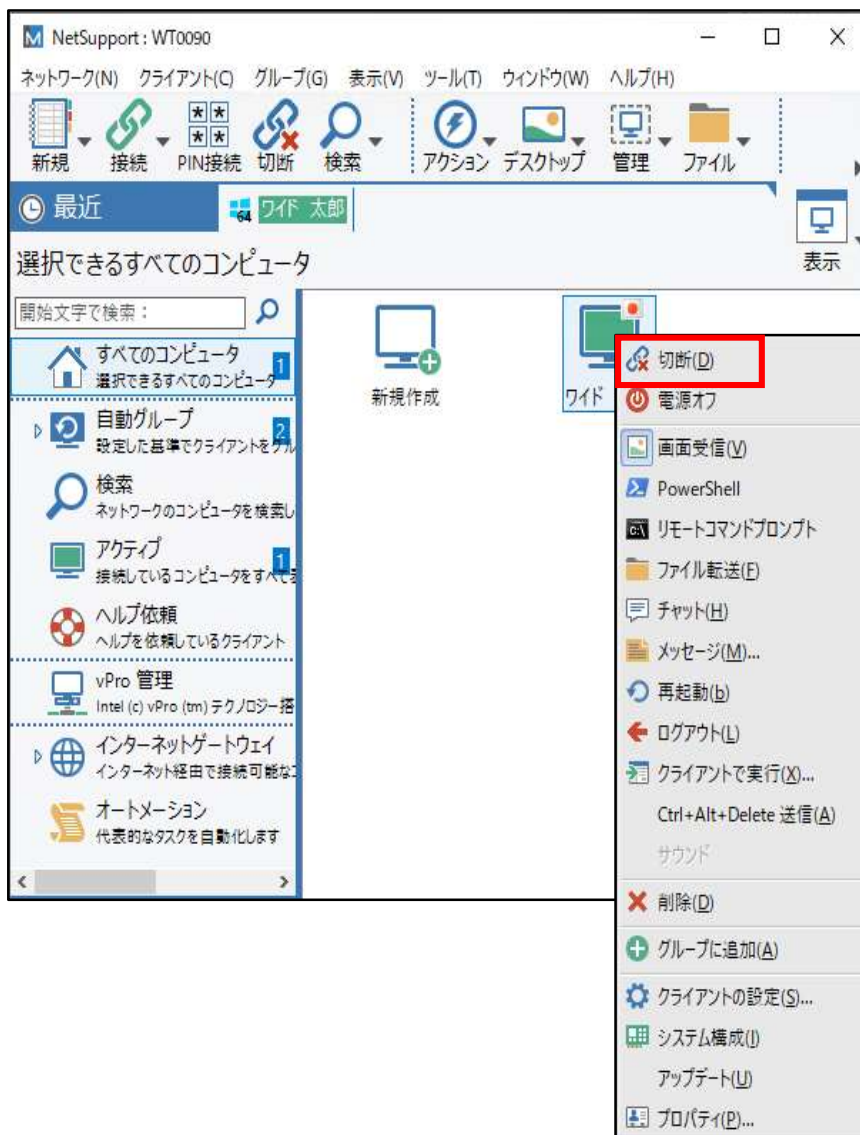 NetSupport : WT0090
ネットワーク(N) クライアント(C) グループ(G) 表示(V) ツール(T) ウィンドウ(W) ヘルプ(H)
新規 接続 PIN接続 切断 検索 アクション デスクトップ 管理 ファイル
最近 64 ワイド 太郎
表示
選択できるすべてのコンピュータ
開始文字で検索：
すべてのコンピュータ 1
選択できるすべてのコンピュータ
自動グループ 2
設定した基準でクライアントをグル
検索
ネットワークのコンピュータを検索し
アクティブ 1
接続しているコンピュータをすべて
ヘルプ依頼
ヘルプを依頼しているクライアント
vPro 管理
Intel (c) vPro (tm) テクノロジー搭
インターネットゲートウェイ
インターネット経由で接続可能な
オートメーション
代表的なタスクを自動化します
新規作成
ワイド
切断(D)
電源オフ
画面受信(V)
PowerShell
リモートコマンドプロンプト
ファイル転送(F)
チャット(H)
メッセージ(M)...
再起動(b)
ログアウト(L)
クライアントで実行(X)...
Ctrl+Alt+Delete 送信(A)
サウンド
削除(D)
グループに追加(A)
クライアントの設定(S)...
システム構成(I)
アップデート(U)
プロパティ(P)...